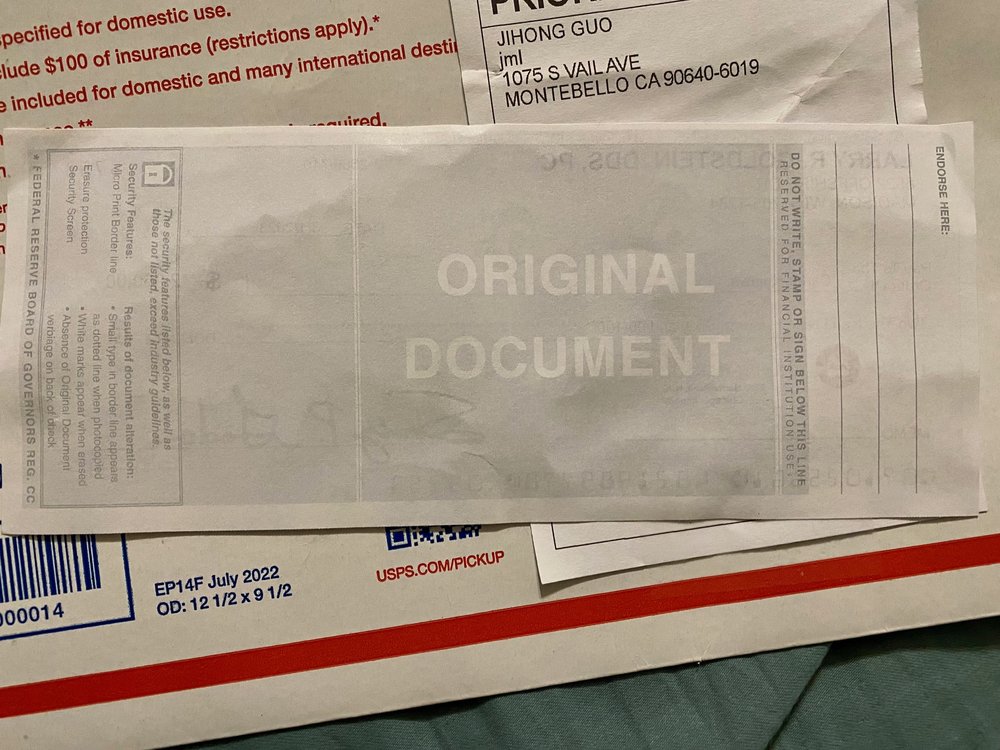 specified for domestic use.
clude $100 of insurance (restrictions apply).*
e included for domestic and many international desti
**
required.
JIHONG GUO
jml
1075 S VAIL AVE
MONTEBELLO CA 90640-6019
ENDORSE HERE:
DO NOT WRITE, STAMP OR SIGN BELOW THIS LINE
RESERVED FOR FINANCIAL INSTITUTION USE.
ORIGINAL
DOCUMENT
The security features listed below, as well as
those not listed, exceed industry guidelines.
Security Features:
Micro Print Border line
Erasure protection
Security Screen
Results of document alteration:
• Small type in border line appears
as dotted line when photocopied
• White marks appear when erased
• Absence of Original Document
verbiage on back of check
* FEDERAL RESERVE BOARD OF GOVERNORS REG. CC
000014
EP14F July 2022
OD: 12 1/2 x 9 1/2
USPS.COM/PICKUP